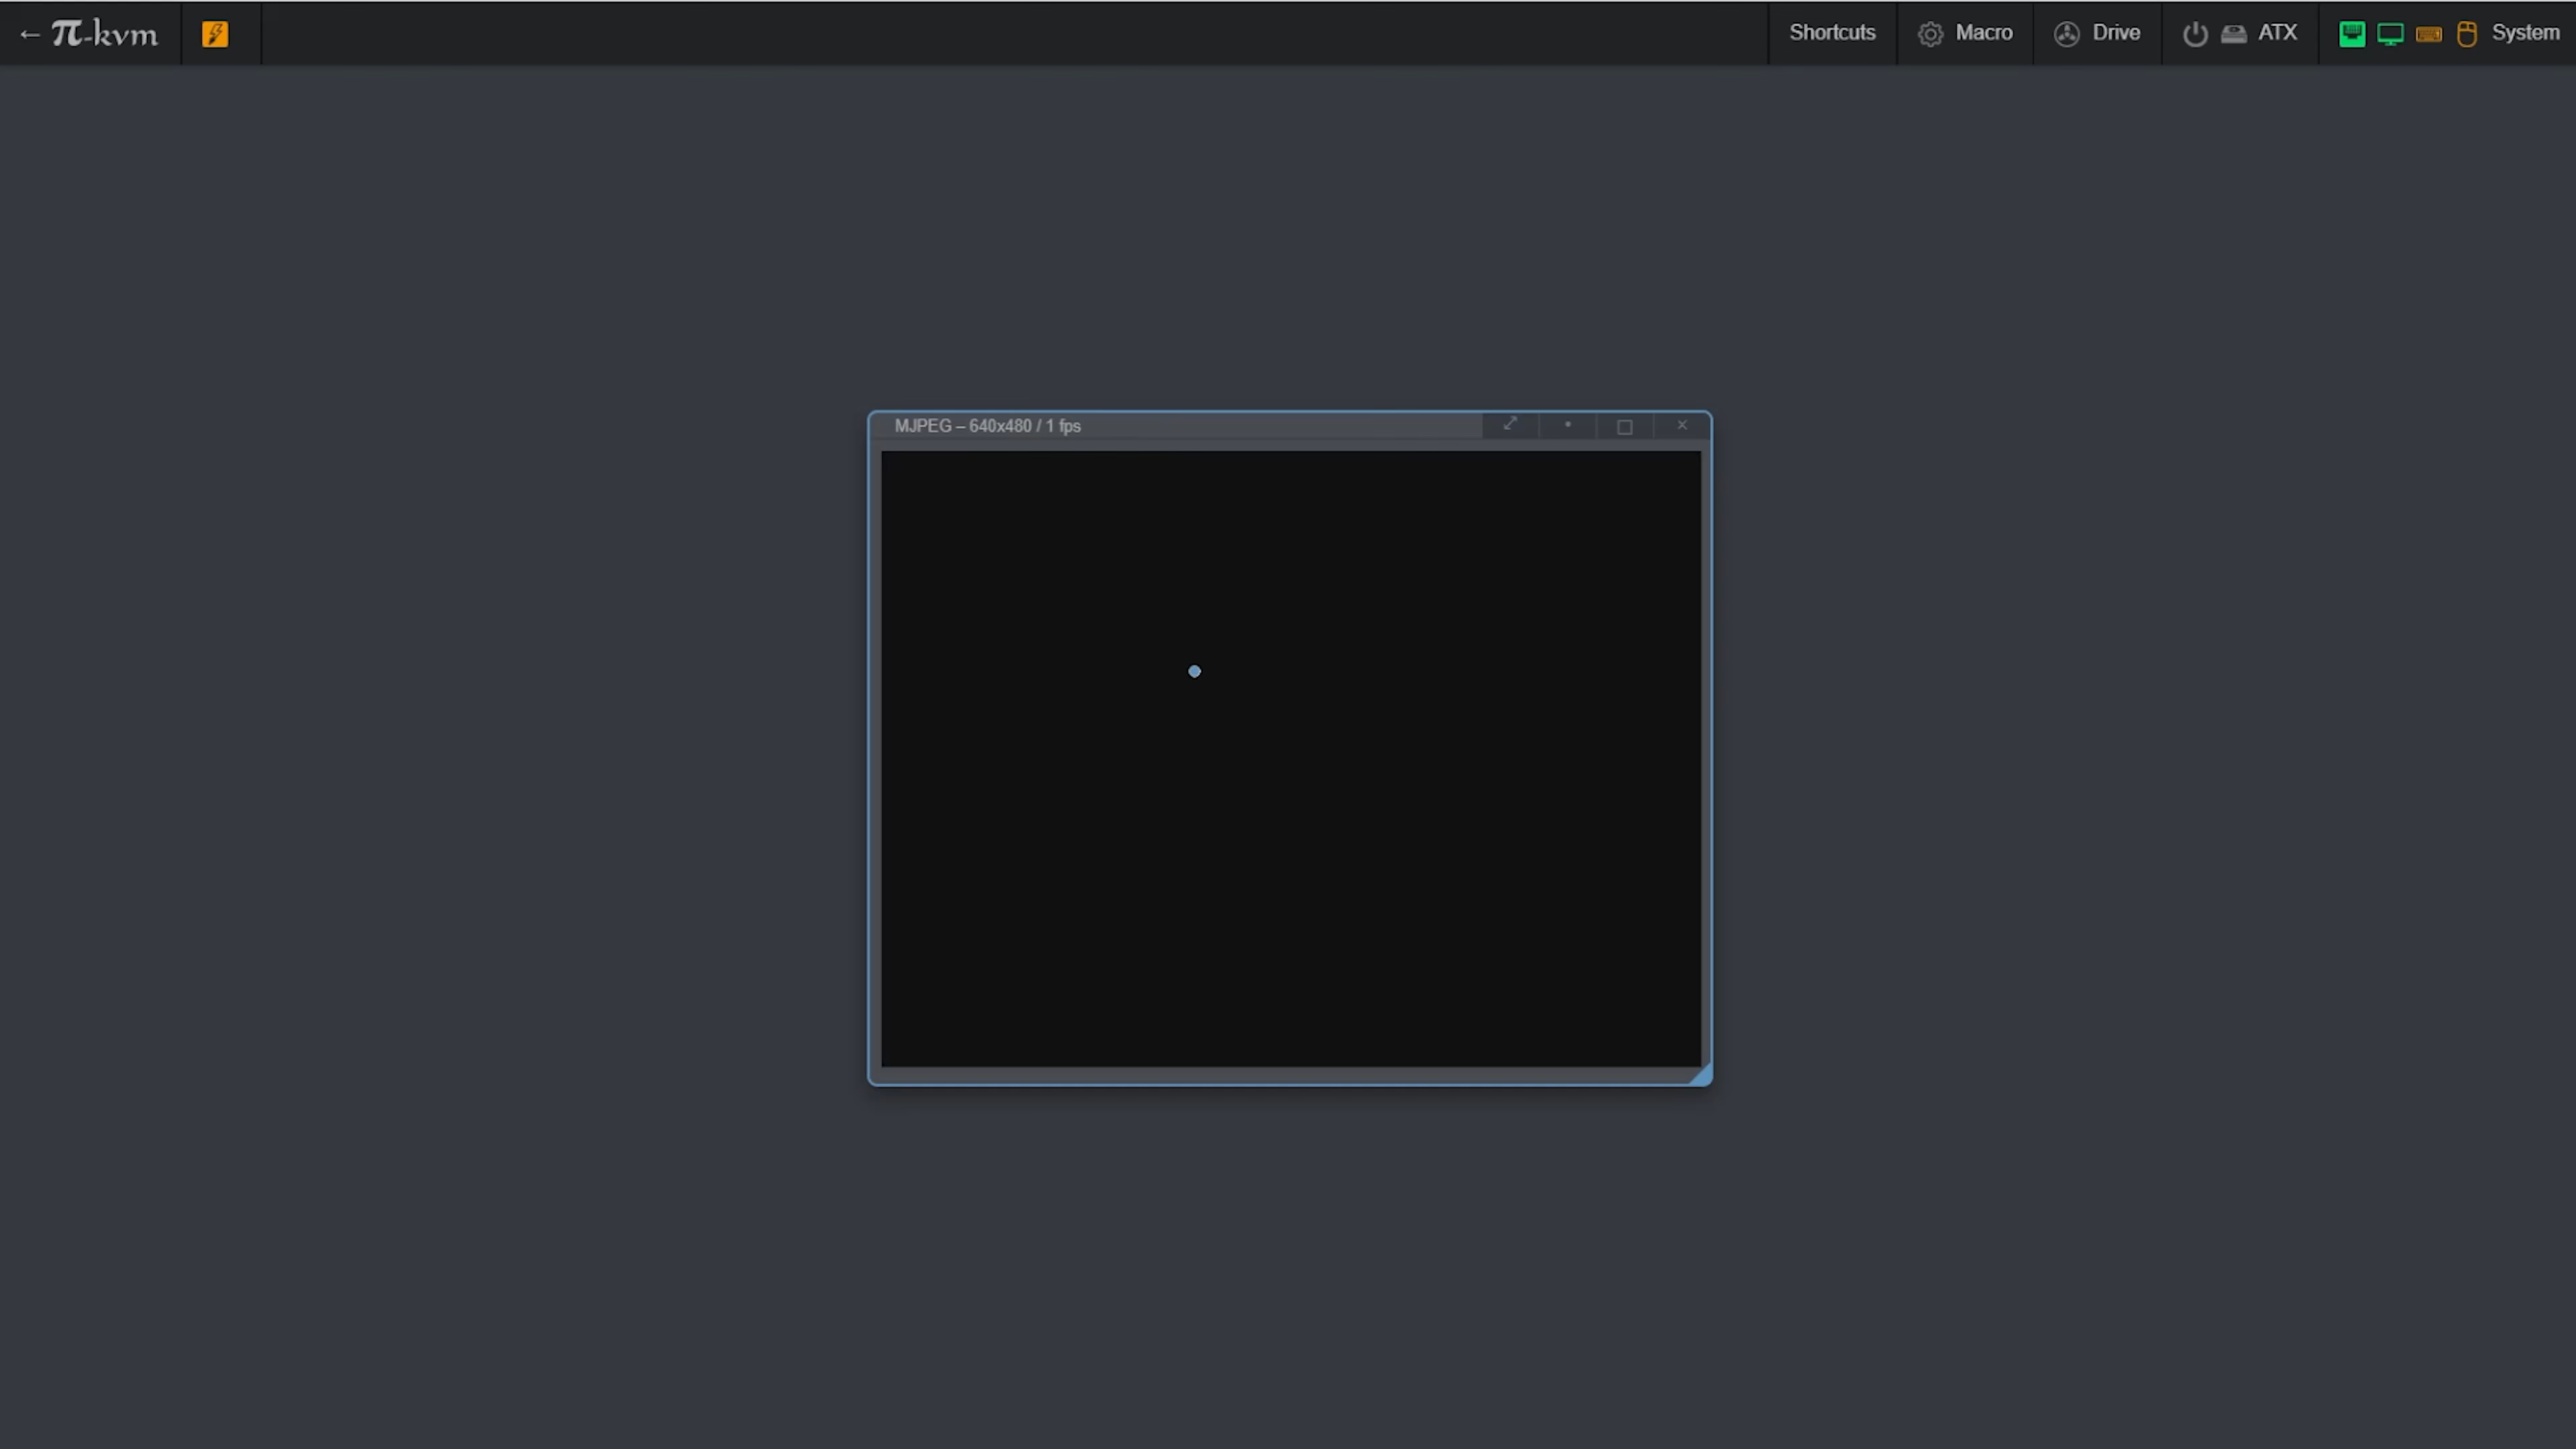 ← π-kvm
Shortcuts
Macro
Drive
ATX
System
MJPEG – 640x480 / 1 fps